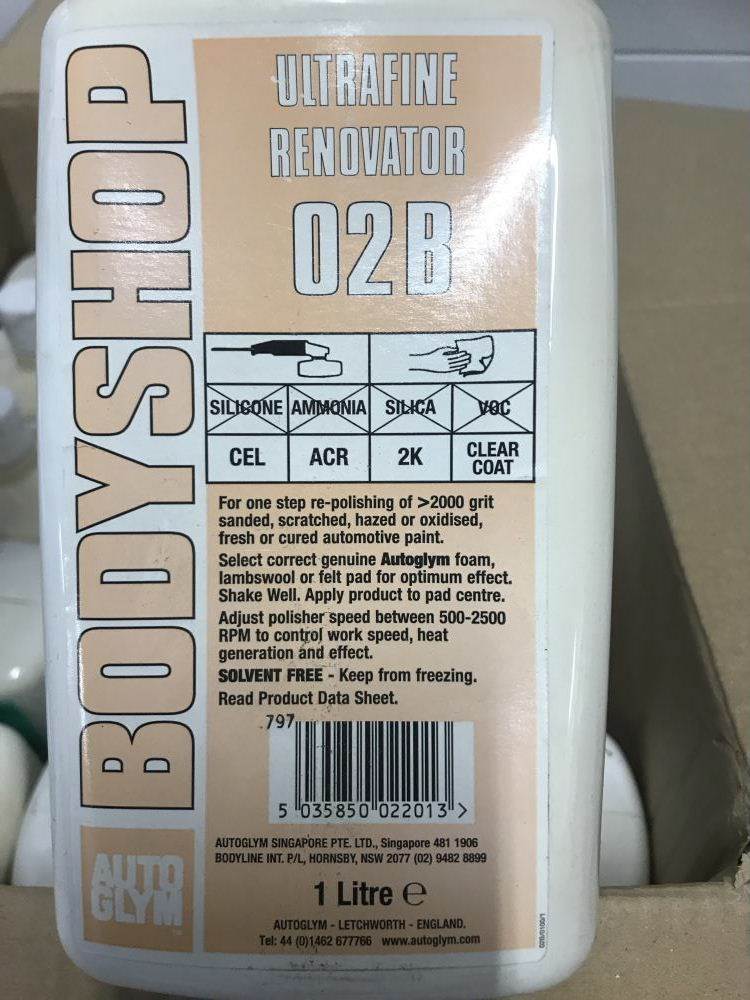 BODYSHOP
ULTRAFINE
RENOVATOR
02B
SILICONE AMMONIA SILICA VOC
CEL ACR 2K CLEAR COAT
For one step re-polishing of >2000 grit
sanded, scratched, hazed or oxidised,
fresh or cured automotive paint.
Select correct genuine Autoglym foam,
lambswool or felt pad for optimum effect.
Shake Well. Apply product to pad centre.
Adjust polisher speed between 500-2500
RPM to control work speed, heat
generation and effect.
SOLVENT FREE - Keep from freezing.
Read Product Data Sheet.
797
5 035850 022013 >
AUTOGLYM SINGAPORE PTE. LTD., Singapore 481 1906
BODYLINE INT. P/L, HORNSBY, NSW 2077 (02) 9482 8899
1 Litre e
AUTOGLYM - LETCHWORTH - ENGLAND.
Tel: 44 (0)1462 677766 www.autoglym.com
AUTO
GLYM